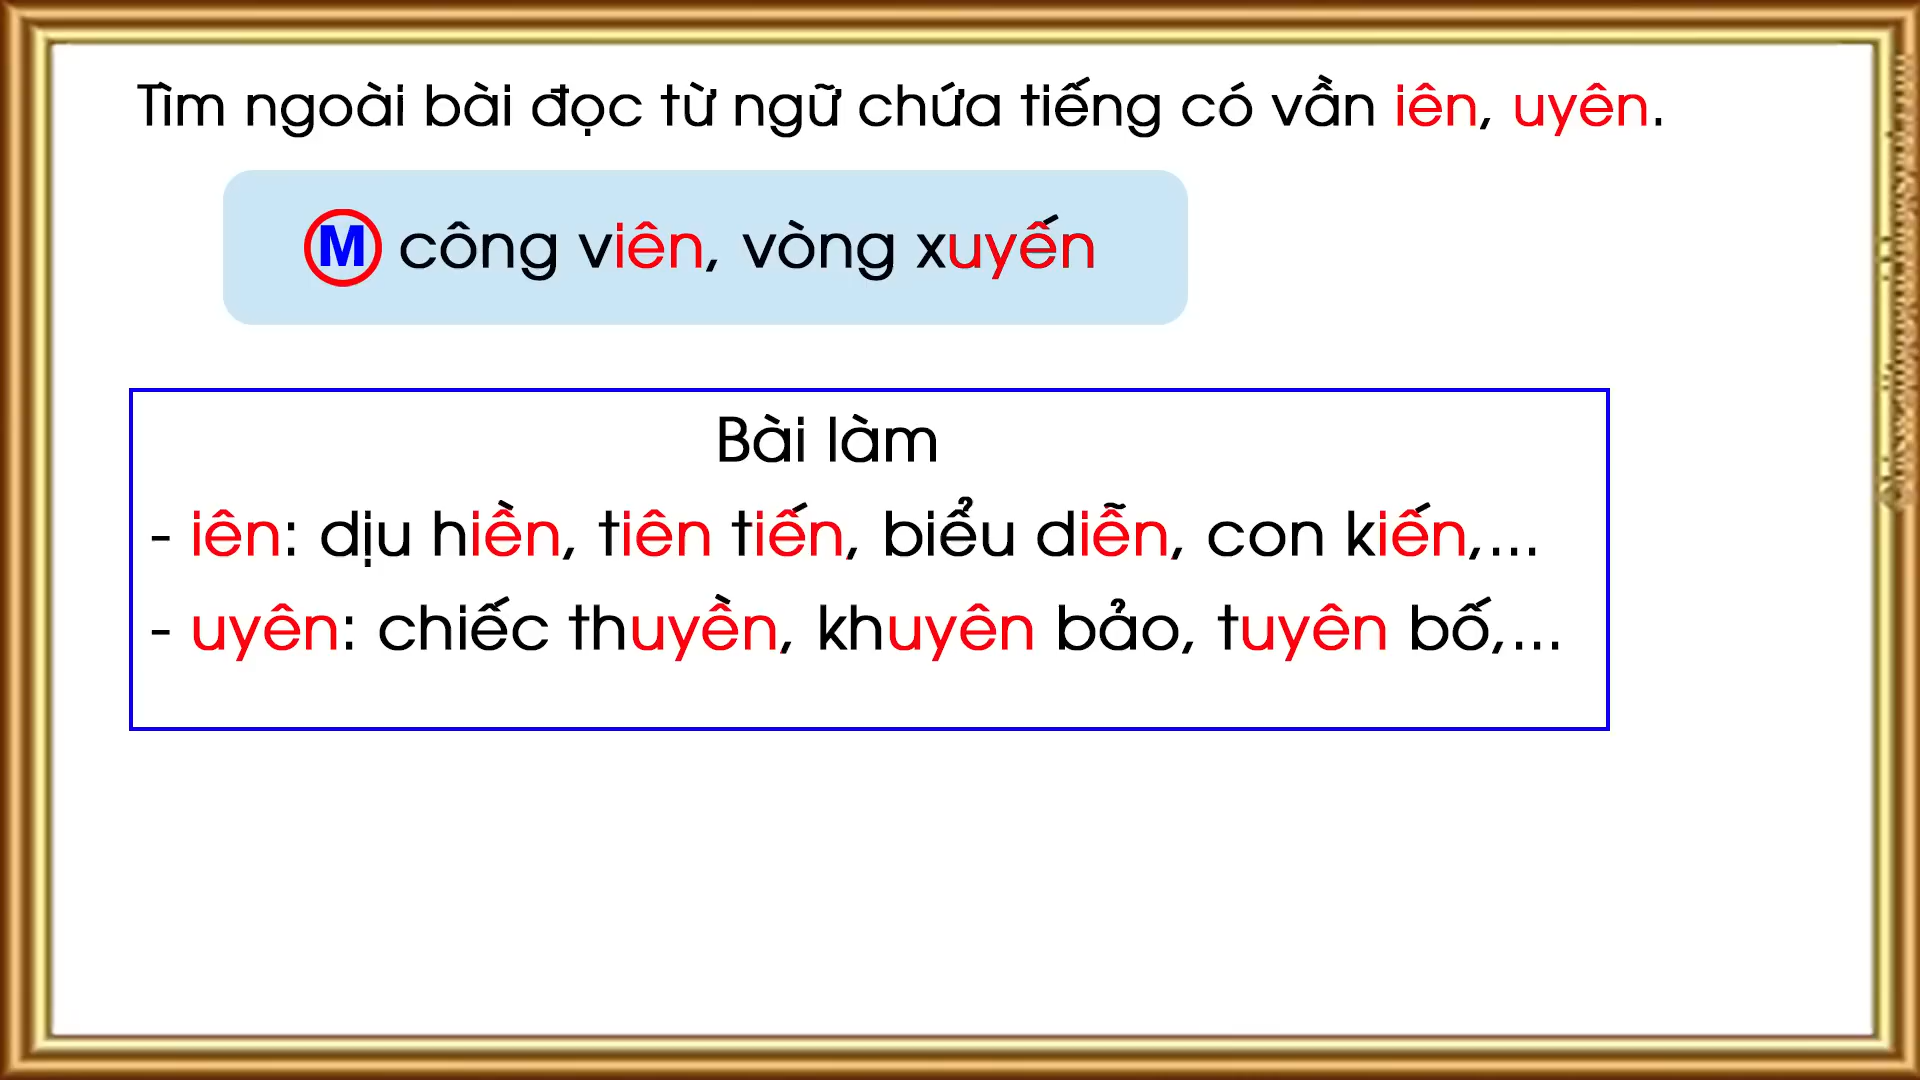 Tìm ngoài bài đọc từ ngữ chứa tiếng có vần iên, uyên.
M công viên, vòng xuyến
Bài làm
- iên: dịu hiền, tiên tiến, biểu diễn, con kiến,...
- uyên: chiếc thuyền, khuyên bảo, tuyên bố,...